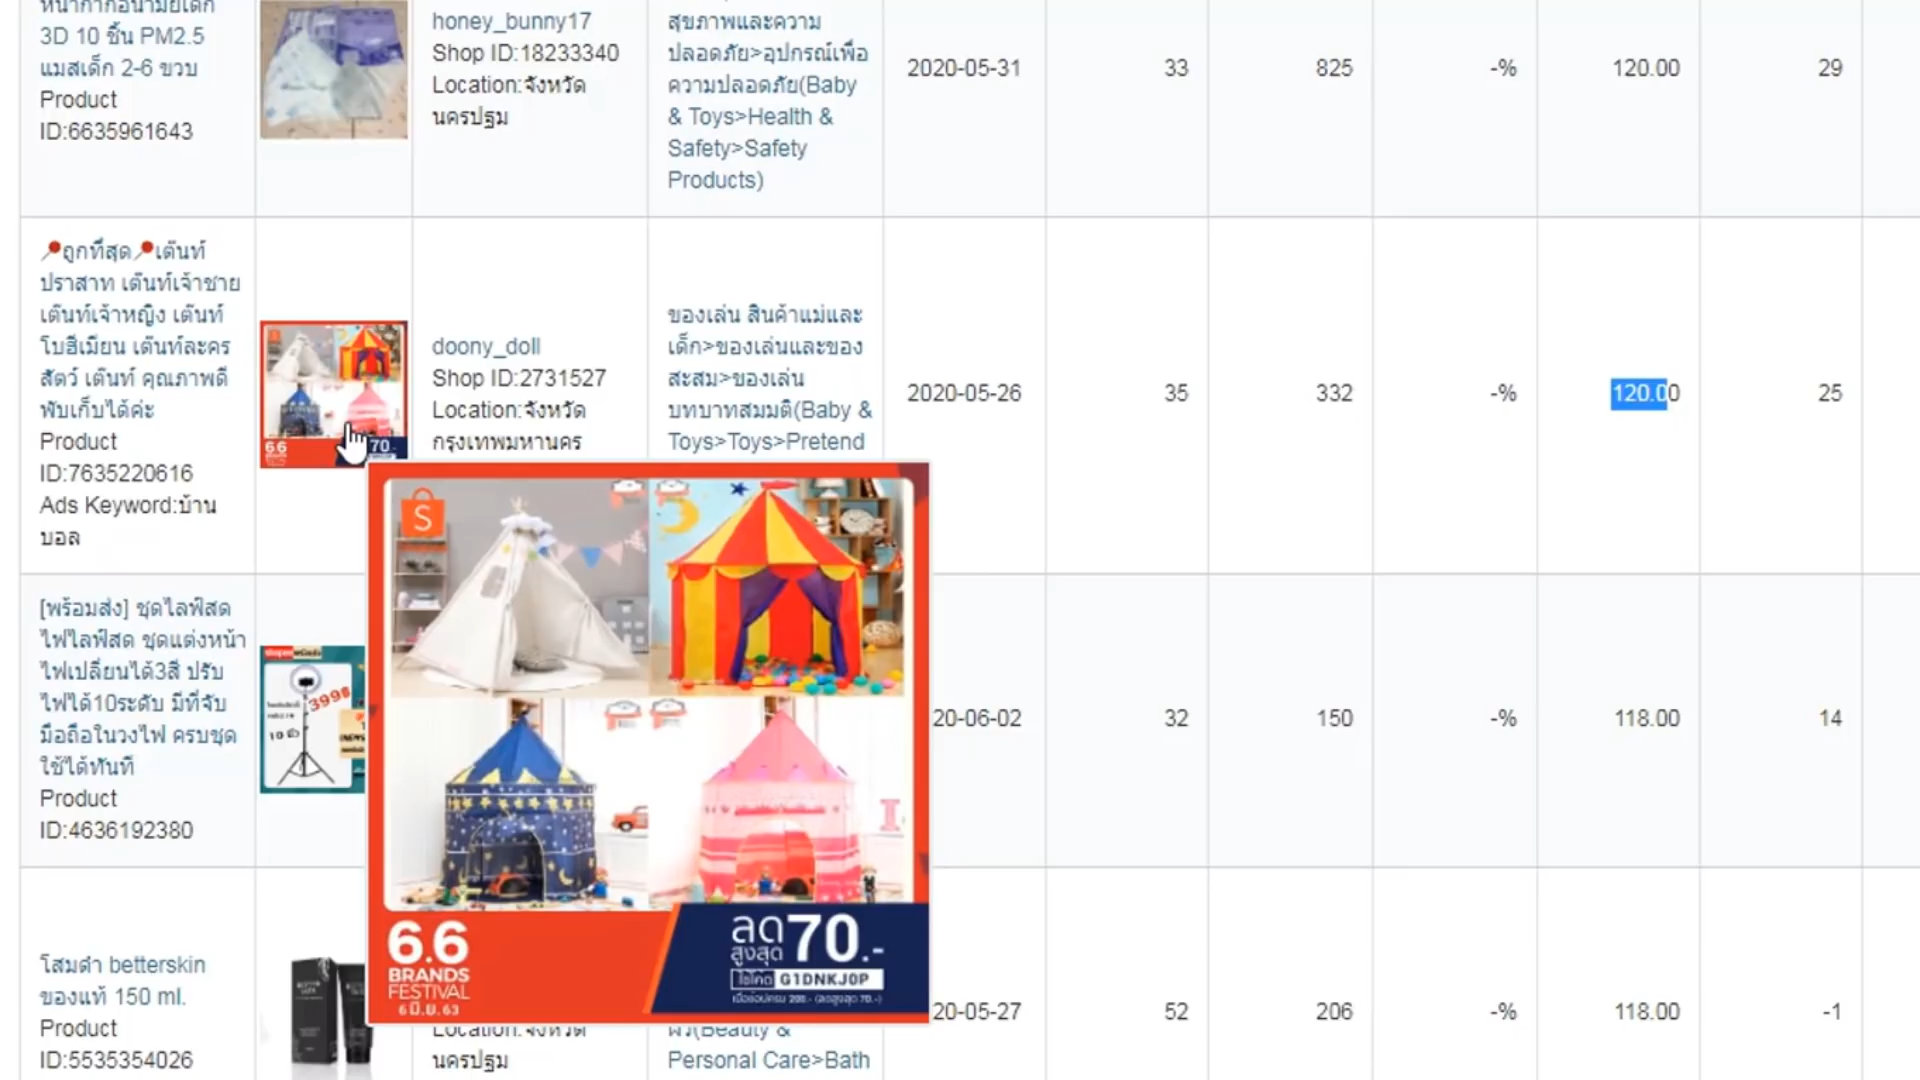 หน้ากากอนามัยเด็ก
3D 10 ชิ้น PM2.5
แมสเด็ก 2-6 ขวบ
Product
ID:6635961643
honey_bunny17
Shop ID:18233340
Location:จังหวัด
นครปฐม
สุขภาพและความ
ปลอดภัย>อุปกรณ์เพื่อ
ความปลอดภัย(Baby
& Toys>Health &
Safety>Safety
Products)
2020-05-31
33
825
-%
120.00
29
📍ถูกที่สุด📍เต๊นท์
ปราสาท เต๊นท์เจ้าชาย
เต๊นท์เจ้าหญิง เต๊นท์
โบฮีเมียน เต๊นท์ละคร
สัตว์ เต๊นท์ คุณภาพดี
พับเก็บได้ค่ะ
Product
ID:7635220616
Ads Keyword:บ้าน
บอล
6.6
70.-
doony_doll
Shop ID:2731527
Location:จังหวัด
กรุงเทพมหานคร
ของเล่น สินค้าแม่และ
เด็ก>ของเล่นและของ
สะสม>ของเล่น
บทบาทสมมติ(Baby &
Toys>Toys>Pretend
2020-05-26
35
332
-%
120.00
25
[พร้อมส่ง] ชุดไลฟ์สด
ไฟไลฟ์สด ชุดแต่งหน้า
ไฟเปลี่ยนได้3สี ปรับ
ไฟได้10ระดับ มีที่จับ
มือถือในวงไฟ ครบชุด
ใช้ได้ทันที
Product
ID:4636192380
399฿
20-06-02
32
150
-%
118.00
14
S
6.6
BRANDS
FESTIVAL
6 มิ.ย. 63
ลด
สูงสุด
70.-
ใช้โค้ด G1DNKJ0P
โสมดำ betterskin
ของแท้ 150 ml.
Product
ID:5535354026
Location:จังหวัด
นครปฐม
ผิว(Beauty &
Personal Care>Bath
20-05-27
52
206
-%
118.00
-1